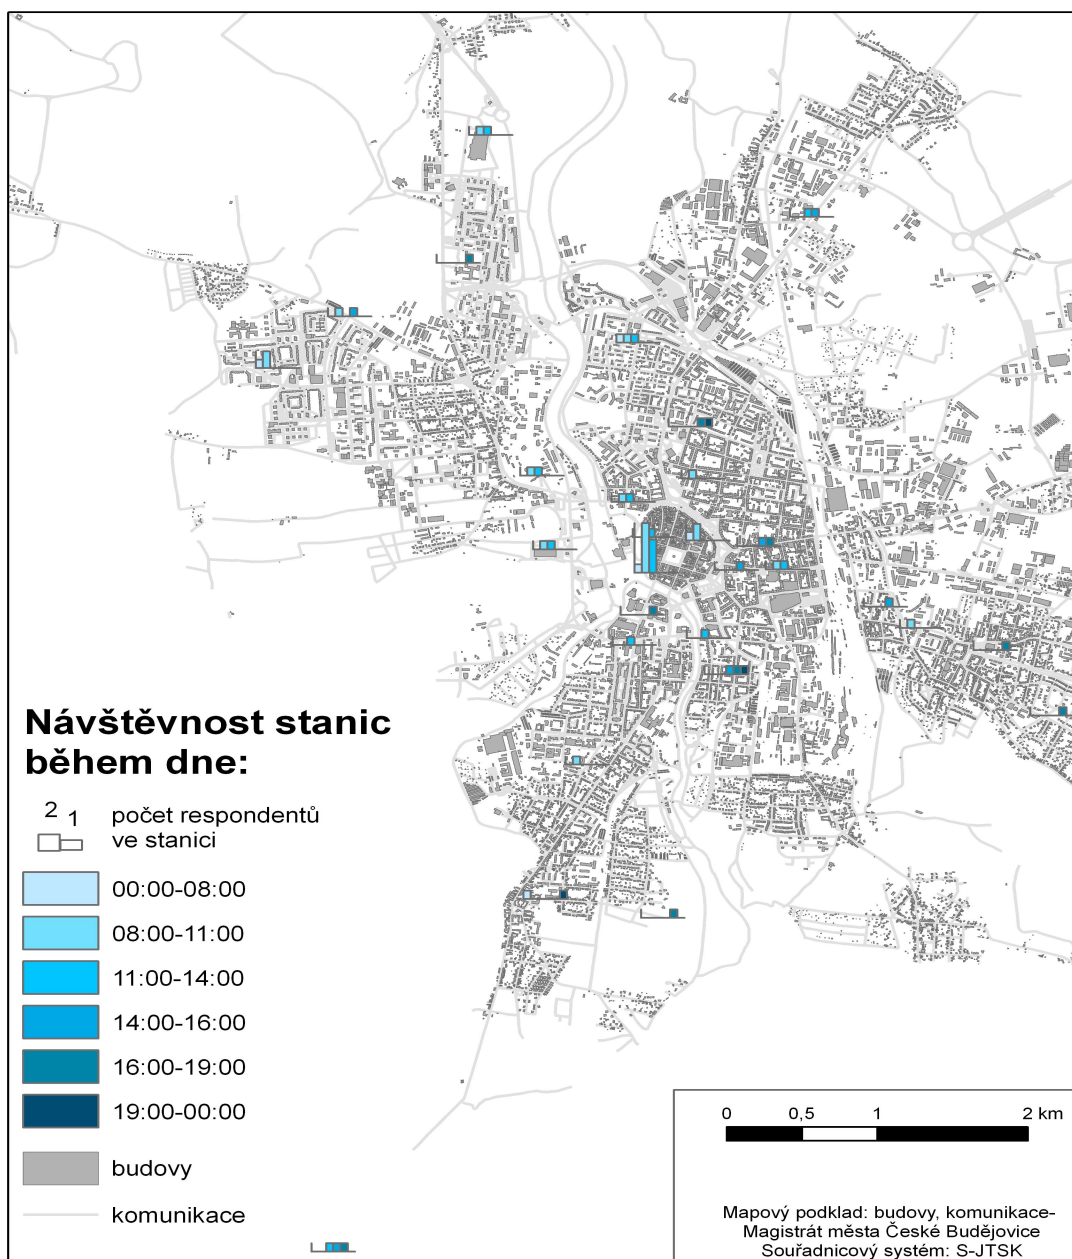 Návštěvnost stanic
během dne:
2 1
počet respondentů
ve stanici
00:00-08:00
08:00-11:00
11:00-14:00
14:00-16:00
16:00-19:00
19:00-00:00
budovy
komunikace
0 0,5 1 2 km
Mapový podklad: budovy, komunikace-
Magistrát města České Budějovice
Souřadnicový systém: S-JTSK